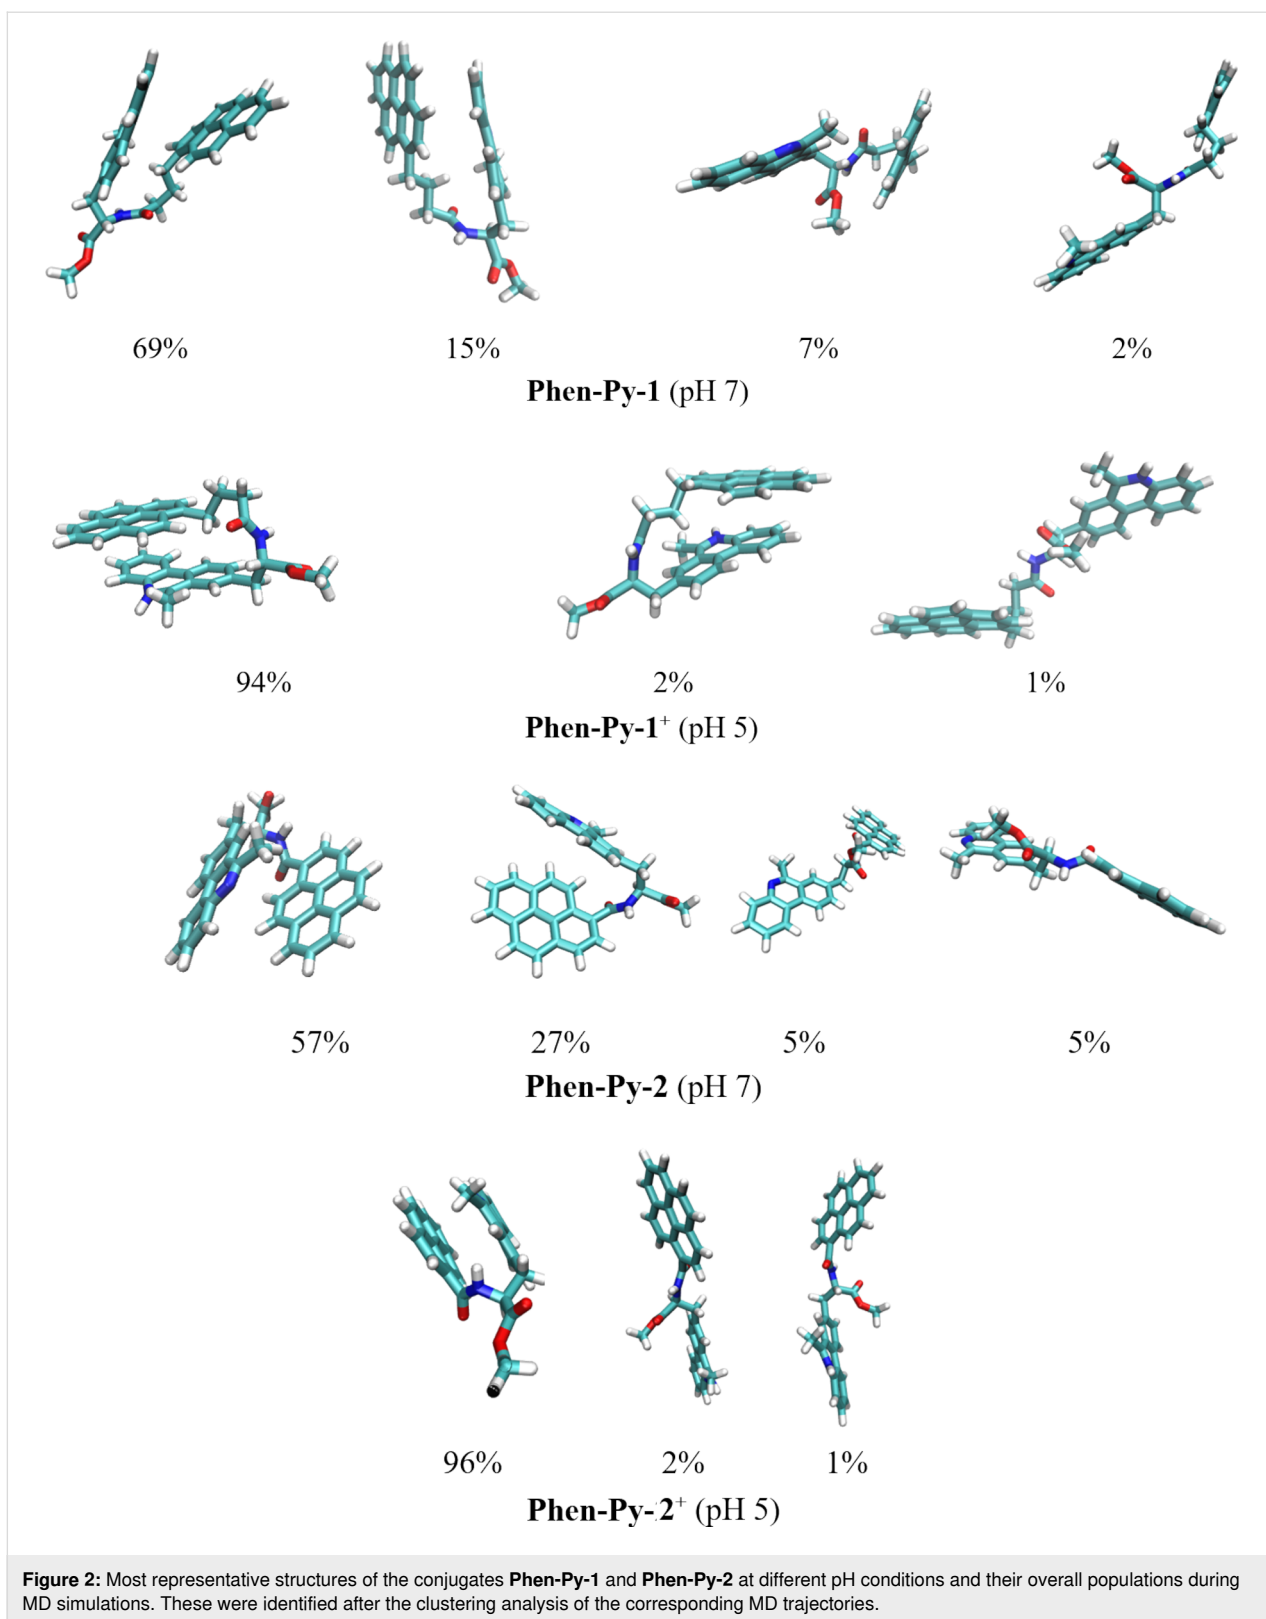 69% 15% 7% 2%
Phen-Py-1 (pH 7)
94% 2% 1%
Phen-Py-1⁺ (pH 5)
57% 27% 5% 5%
Phen-Py-2 (pH 7)
96% 2% 1%
Phen-Py-2⁺ (pH 5)
Figure 2: Most representative structures of the conjugates Phen-Py-1 and Phen-Py-2 at different pH conditions and their overall populations during
MD simulations. These were identified after the clustering analysis of the corresponding MD trajectories.